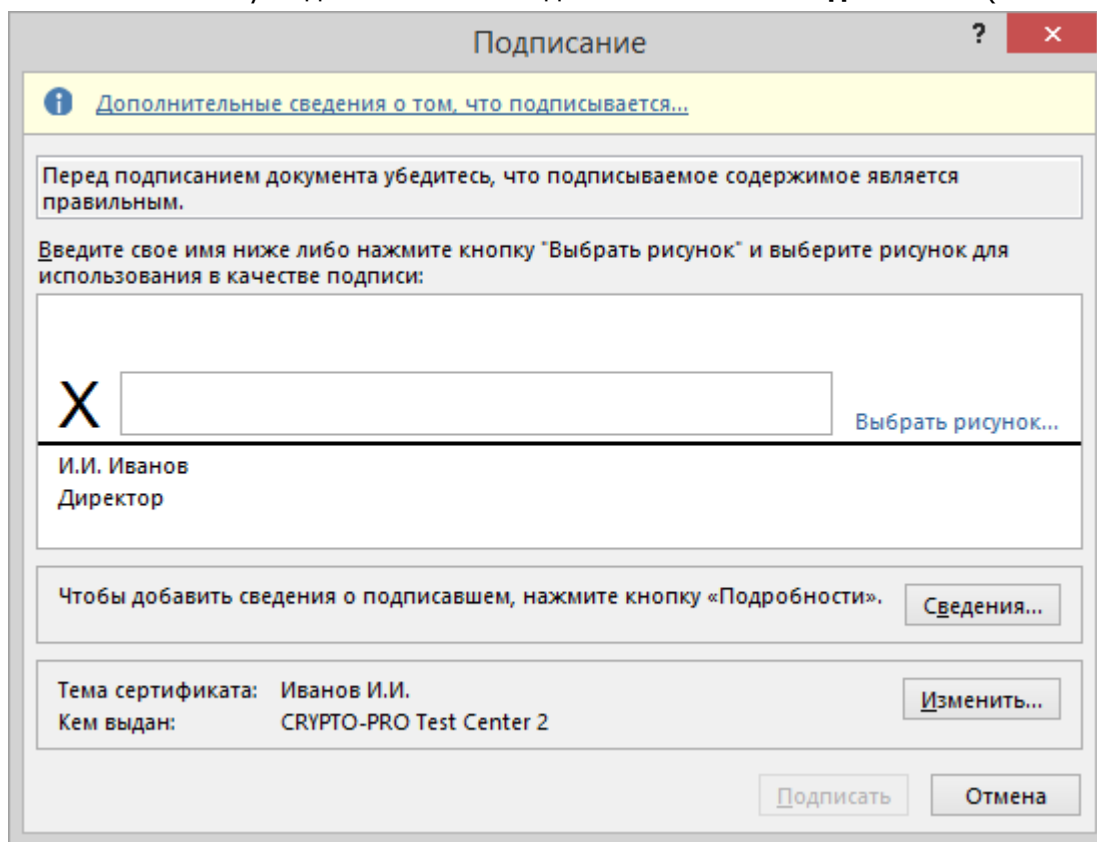 Подписание
?
×
Дополнительные сведения о том, что подписывается...
Перед подписанием документа убедитесь, что подписываемое содержимое является
правильным.
Введите свое имя ниже либо нажмите кнопку "Выбрать рисунок" и выберите рисунок для
использования в качестве подписи:
X
Выбрать рисунок...
И.И. Иванов
Директор
Чтобы добавить сведения о подписавшем, нажмите кнопку «Подробности».
Сведения...
Тема сертификата: Иванов И.И.
Кем выдан: CRYPTO-PRO Test Center 2
Изменить...
Подписать
Отмена